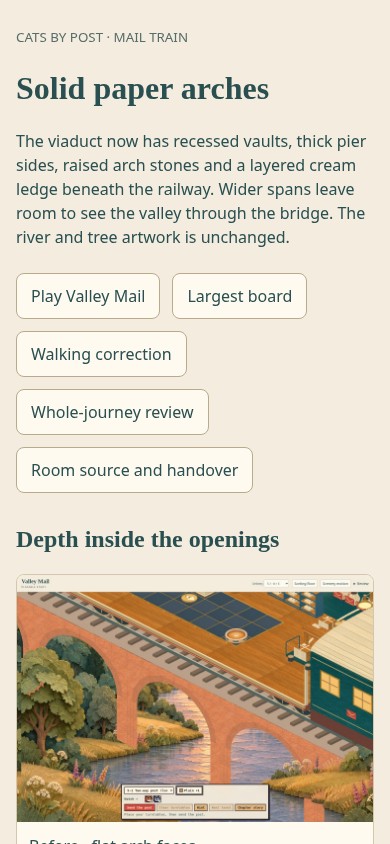 CATS BY POST · MAIL TRAIN
Solid paper arches
The viaduct now has recessed vaults, thick pier
sides, raised arch stones and a layered cream
ledge beneath the railway. Wider spans leave
room to see the valley through the bridge. The
river and tree artwork is unchanged.
Play Valley Mail
Largest board
Walking correction
Whole-journey review
Room source and handover
Depth inside the openings
Valley Mail